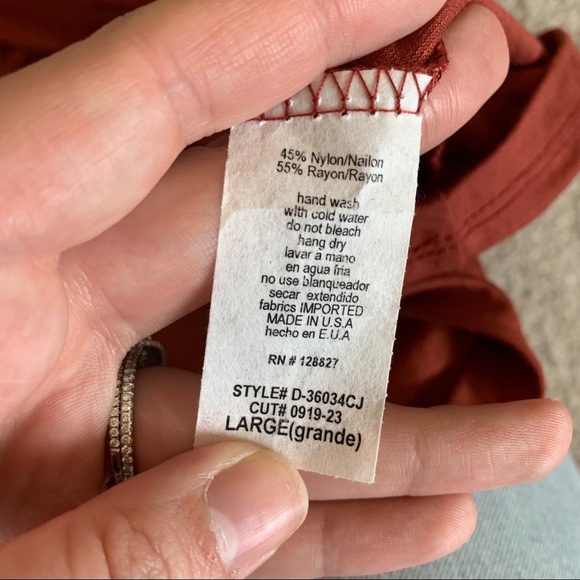 45% Nylon/Nailon
55% Rayon/Rayon
hand wash
with cold water
do not bleach
hang dry
lavar a mano
en agua fria
no use blanqueador
secar extendido
fabrics IMPORTED
MADE IN U.S.A
hecho en E.U.A
RN # 128827
STYLE# D-36034CJ
CUT# 0919-23
LARGE(grande)